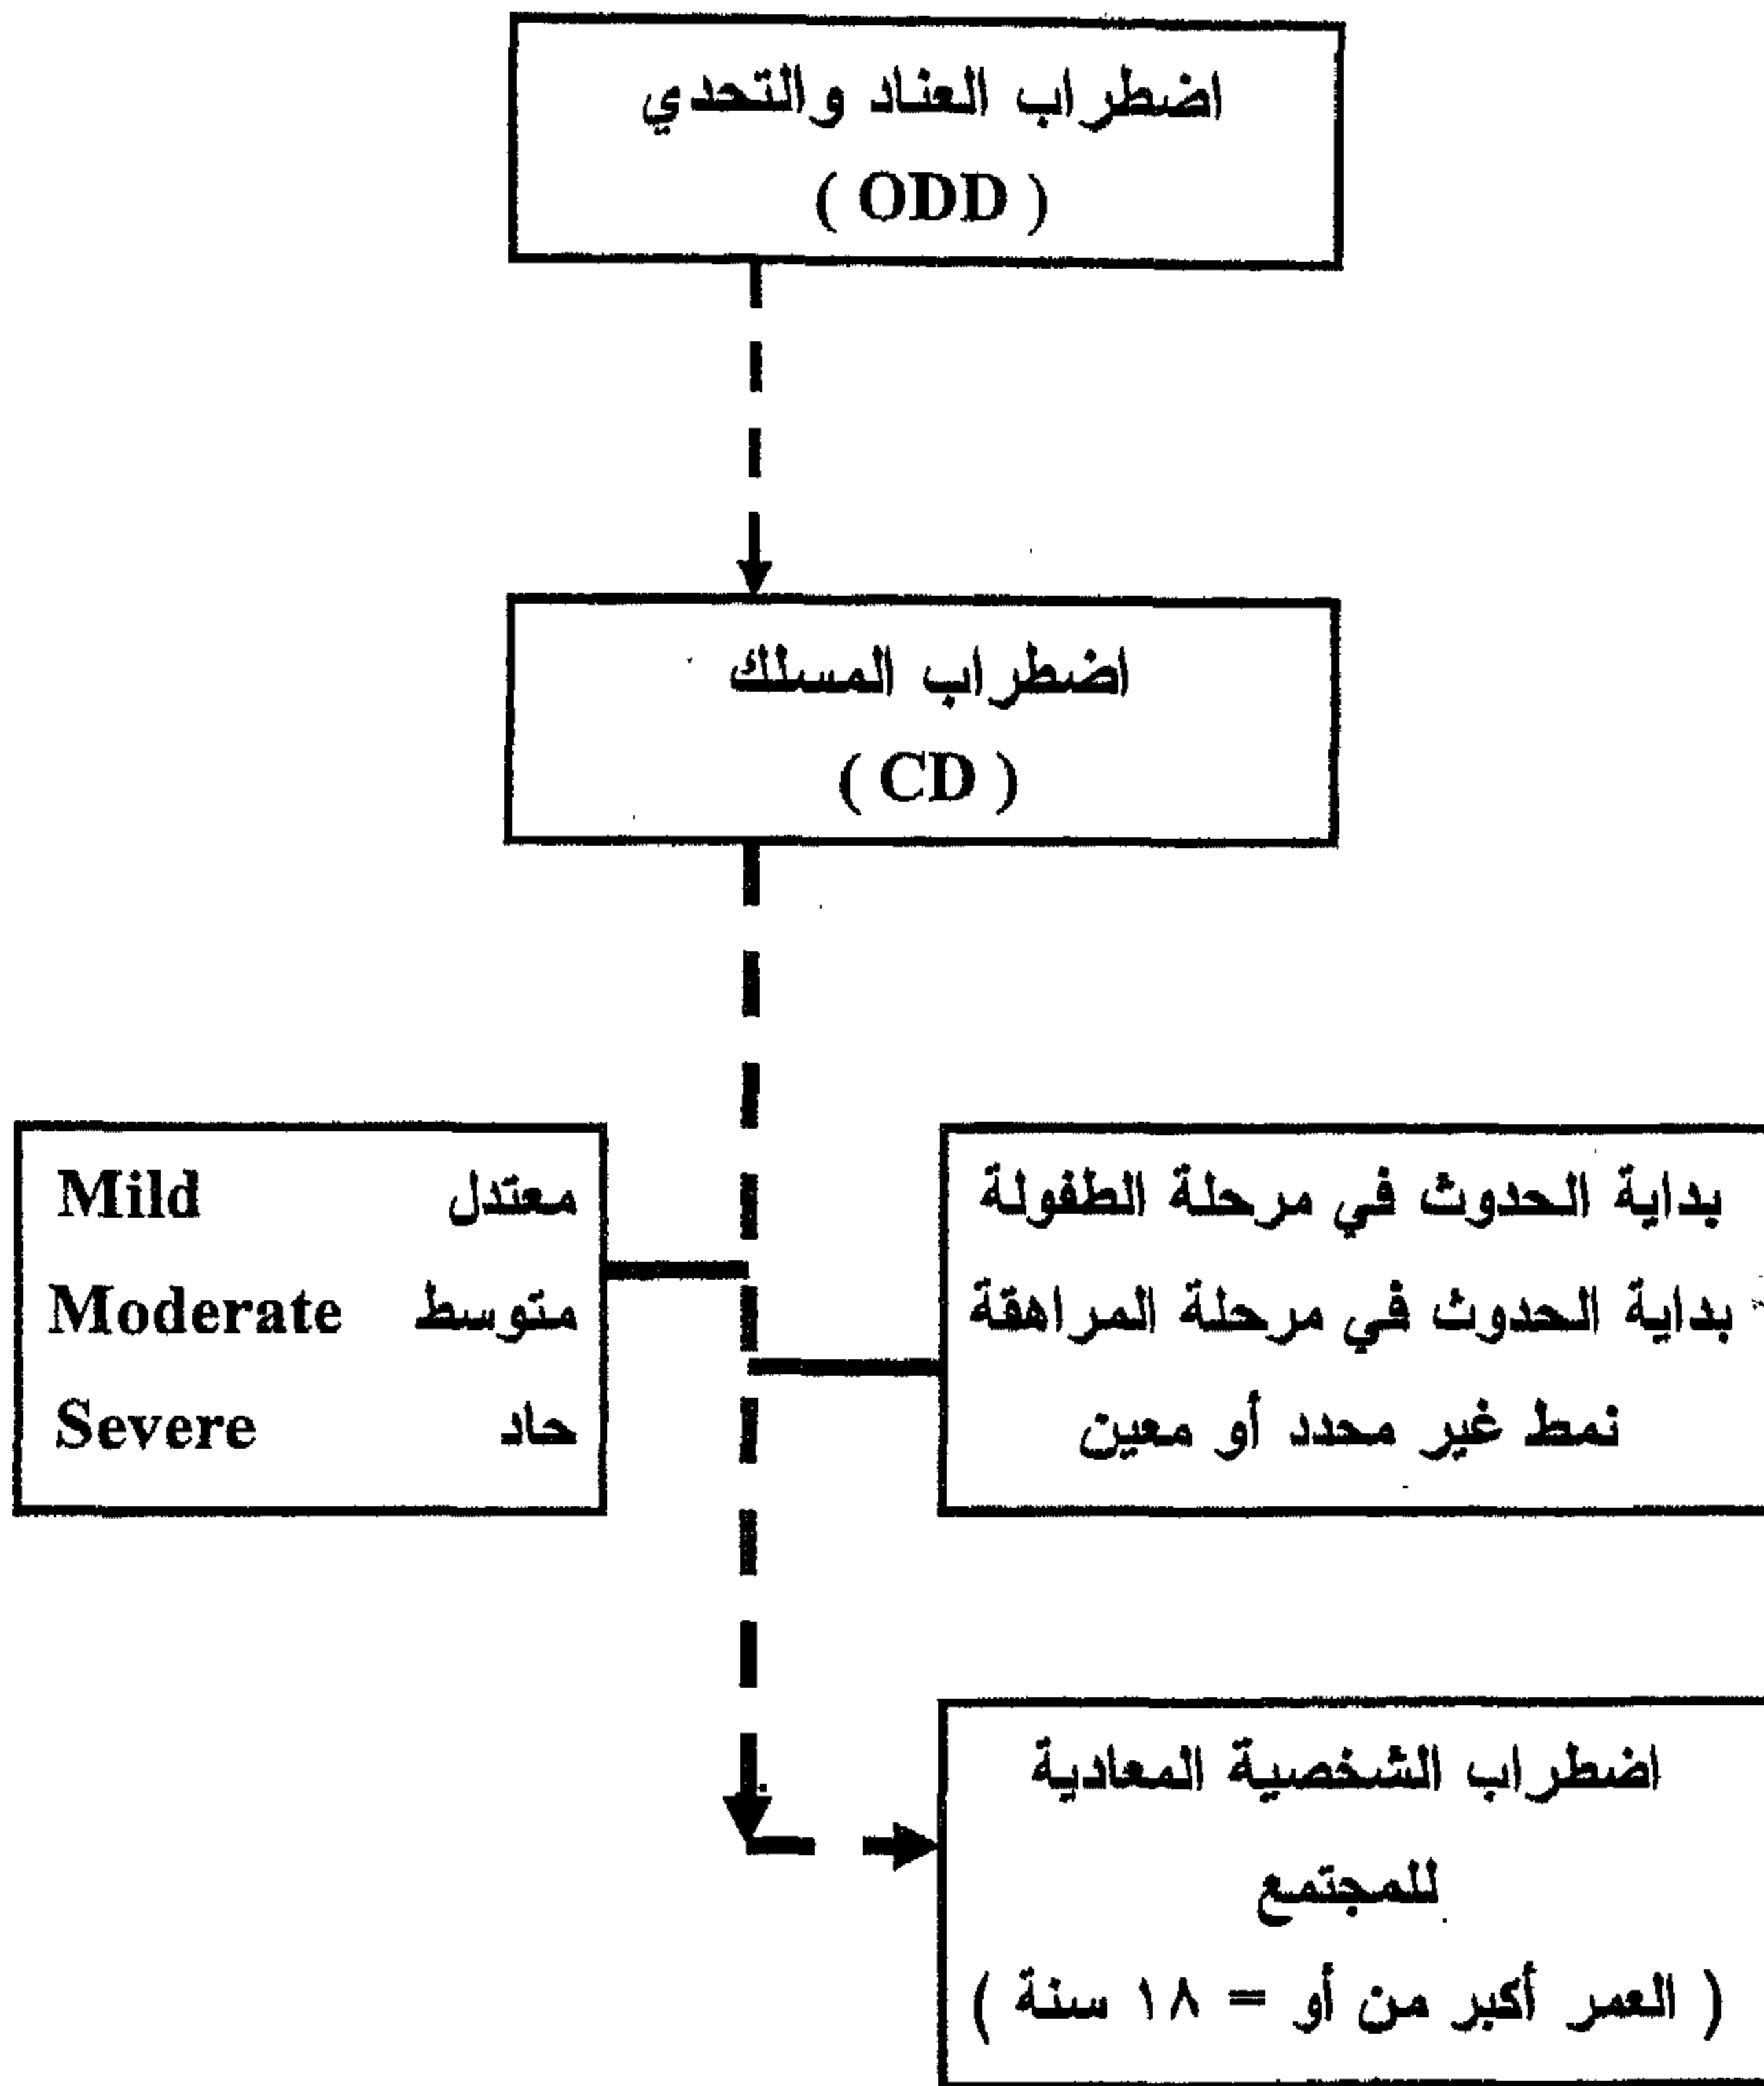 اضطراب العناد والتحدي
( ODD )
اضطراب المسلك
( CD )
بداية الحدوث في مرحلة الطفولة
بداية الحدوث في مرحلة المراهقة
نمط غير محدد أو معين
معتدل Mild
متوسط Moderate
حاد Severe
اضطراب الشخصية المعادية
للمجتمع
( العمر أكبر من أو = ١٨ سنة )